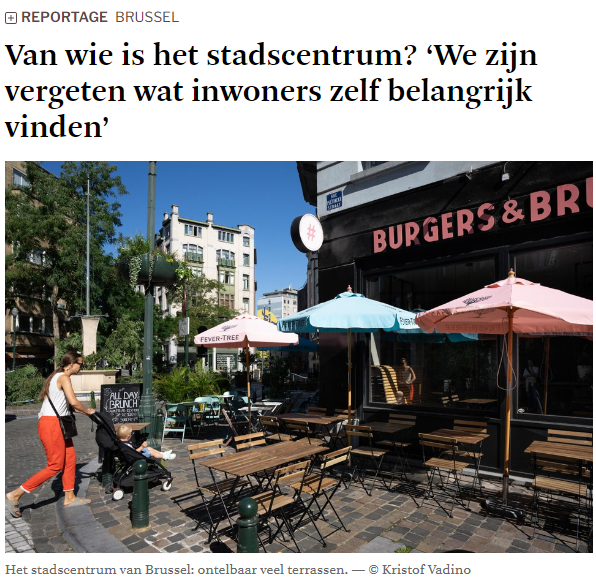 REPORTAGE BRUSSEL
Van wie is het stadscentrum? ‘We zijn
vergeten wat inwoners zelf belangrijk
vinden’
#
BURGERS & BRU
FEVER-TREE
ALL DAY
BRUNCH
Het stadscentrum van Brussel: ontelbaar veel terrassen. — © Kristof Vadino